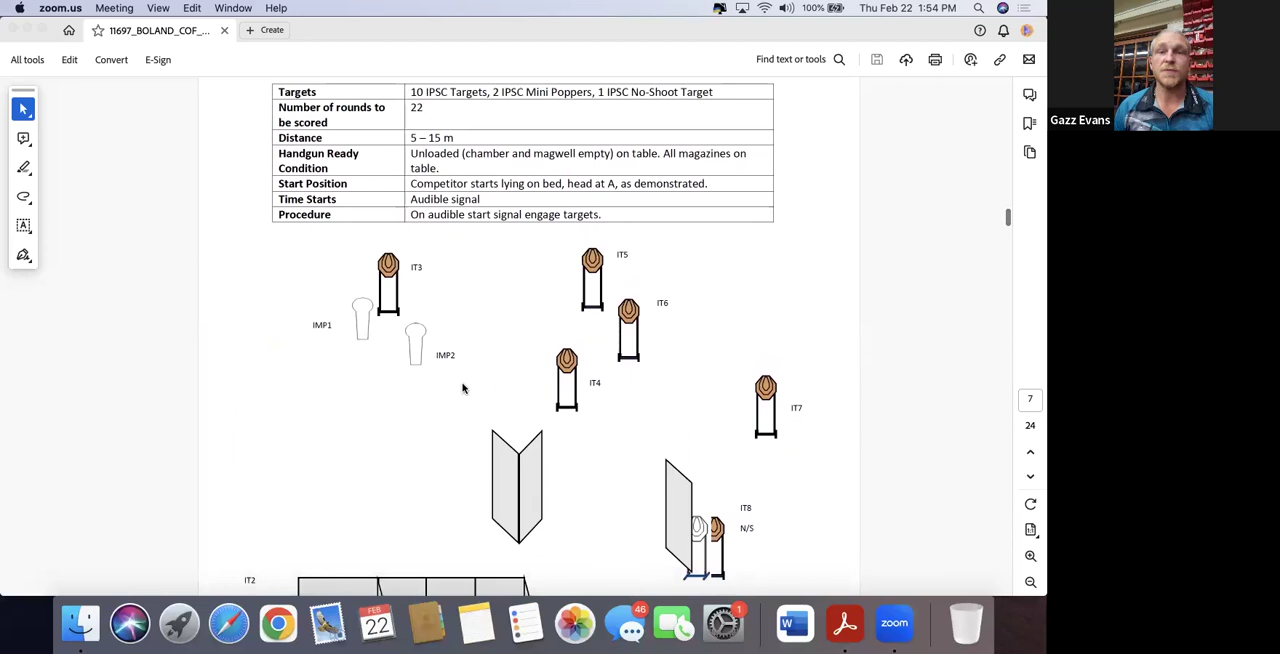 zoom.us Meeting View Edit Window Help 100% Thu Feb 22 1:54 PM
11697_BOLAND_COF_... Create
All tools Edit Convert E-Sign Find text or tools
Targets 10 IPSC Targets, 2 IPSC Mini Poppers, 1 IPSC No-Shoot Target
Number of rounds to 22
be scored
Distance 5 – 15 m
Handgun Ready Unloaded (chamber and magwell empty) on table. All magazines on
Condition table.
Start Position Competitor starts lying on bed, head at A, as demonstrated.
Time Starts Audible signal
Procedure On audible start signal engage targets.
Gazz Evans
IT3
IT5
IT6
IMP1
IMP2
IT4
IT7
7
24
IT8
N/S
IT2
1:1
FEB
22
46
1
W
zoom